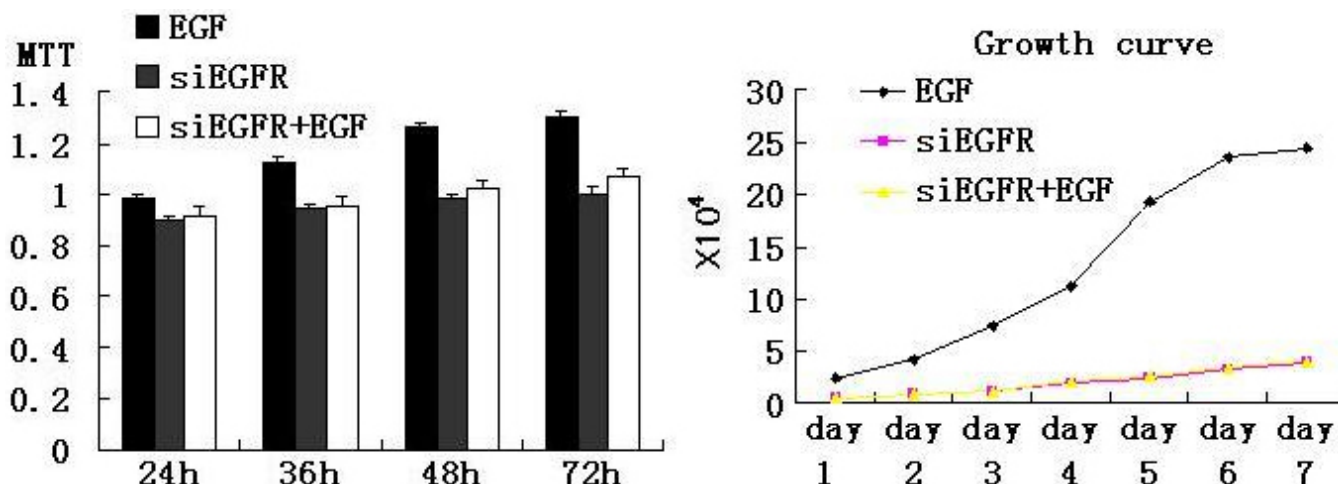 MTT
EGF
siEGFR
siEGFR+EGF
1.4
1.2
1
0.8
0.6
0.4
0.2
0
24h 36h 48h 72h
Growth curve
EGF
siEGFR
siEGFR+EGF
X10⁴
30
25
20
15
10
5
0
day day day day day day day
1 2 3 4 5 6 7